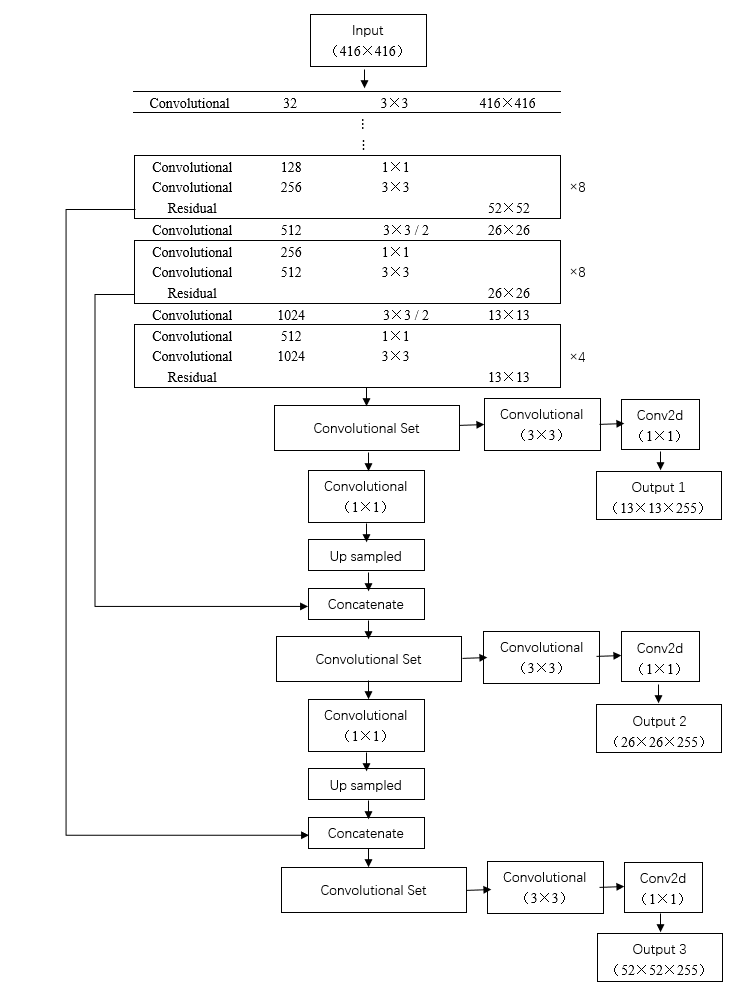 Input
(416×416)
Convolutional 32 3×3 416×416
⋮
⋮
Convolutional 128 1×1
Convolutional 256 3×3 ×8
Residual 52×52
Convolutional 512 3×3 / 2 26×26
Convolutional 256 1×1
Convolutional 512 3×3 ×8
Residual 26×26
Convolutional 1024 3×3 / 2 13×13
Convolutional 512 1×1
Convolutional 1024 3×3 ×4
Residual 13×13
Convolutional Set
Convolutional
(3×3)
Conv2d
(1×1)
Output 1
(13×13×255)
Convolutional
(1×1)
Up sampled
Concatenate
Convolutional Set
Convolutional
(3×3)
Conv2d
(1×1)
Output 2
(26×26×255)
Convolutional
(1×1)
Up sampled
Concatenate
Convolutional Set
Convolutional
(3×3)
Conv2d
(1×1)
Output 3
(52×52×255)